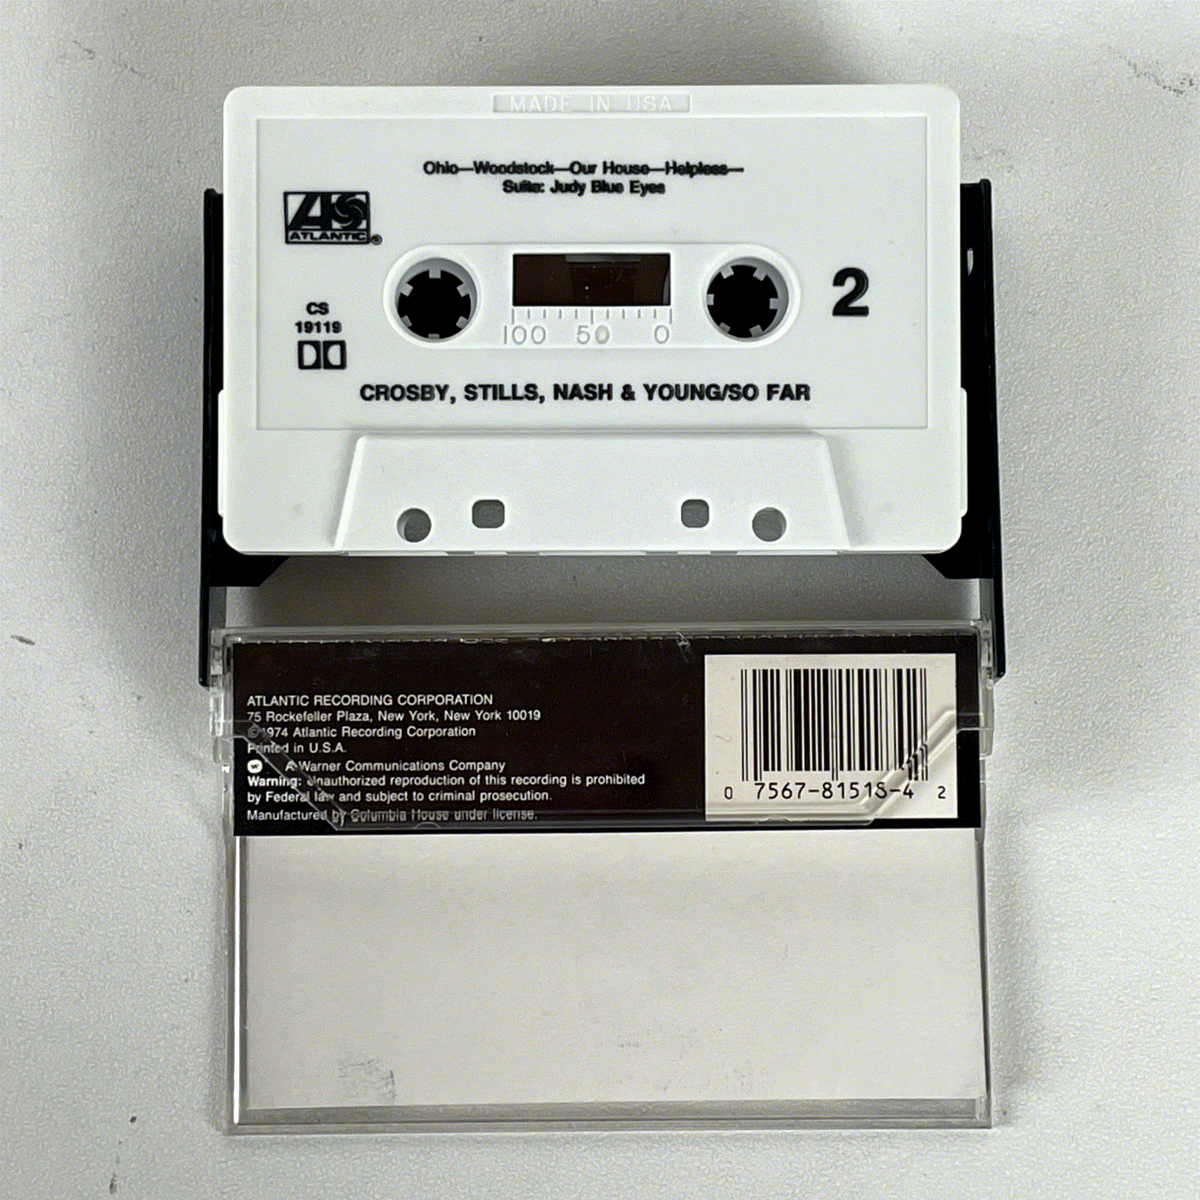 MADE IN USA
Ohio—Woodstock—Our House—Helpless—
Suite: Judy Blue Eyes
ATLANTIC®
2
CS
19119
100 50 0
CROSBY, STILLS, NASH & YOUNG/SO FAR
ATLANTIC RECORDING CORPORATION
75 Rockefeller Plaza, New York, New York 10019
©1974 Atlantic Recording Corporation
Printed in U.S.A.
A Warner Communications Company
Warning: Unauthorized reproduction of this recording is prohibited
by Federal law and subject to criminal prosecution.
Manufactured by Columbia House under license.
0 7567-81518-4 2